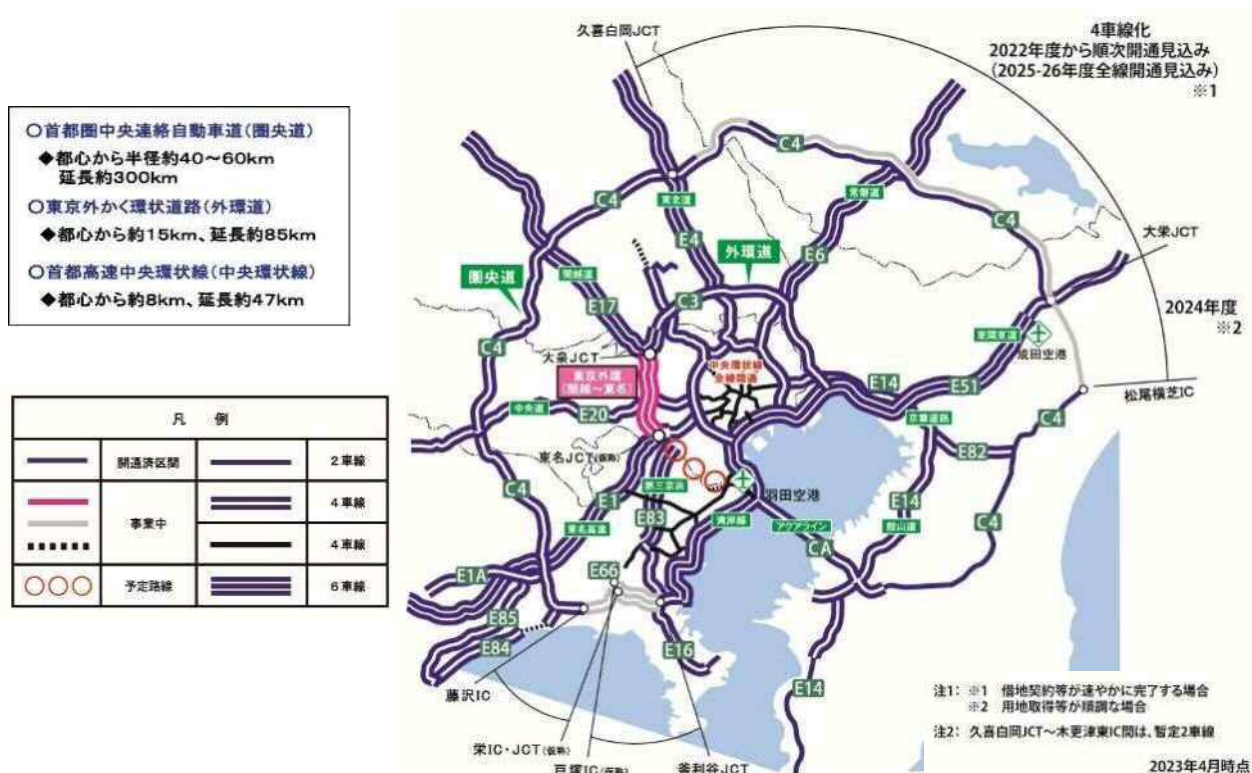 ○首都圏中央連絡自動車道(圏央道)
◆都心から半径約40～60km
延長約300km
○東京外かく環状道路(外環道)
◆都心から約15km、延長約85km
○首都高速中央環状線(中央環状線)
◆都心から約8km、延長約47km
凡 例
開通済区間
2車線
事業中
4車線
4車線
予定路線
6車線
久喜白岡JCT
4車線化
2022年度から順次開通見込み
(2025-26年度全線開通見込み)
※1
C4
C4
東北道
常磐道
C4
大栄JCT
E4
外環道
E6
圏央道
関越道
E17
C3
2024年度
※2
東関東道
成田空港
C4
大泉JCT
中央環状線
全線開通
東京外環
(関越～東名)
E14
E51
松尾横芝IC
中央道
E20
京葉道路
C4
E82
東名JCT(仮称)
C4
第三京浜
羽田空港
E1
E83
湾岸線
アクアライン
E14
館山道
C4
東名高速
CA
E1A
E66
E85
E84
E16
藤沢IC
E14
栄IC・JCT(仮称)
戸塚IC(仮称)
釜利谷JCT
注1: ※1 借地契約等が速やかに完了する場合
※2 用地取得等が順調な場合
注2: 久喜白岡JCT～木更津東IC間は、暫定2車線
2023年4月時点